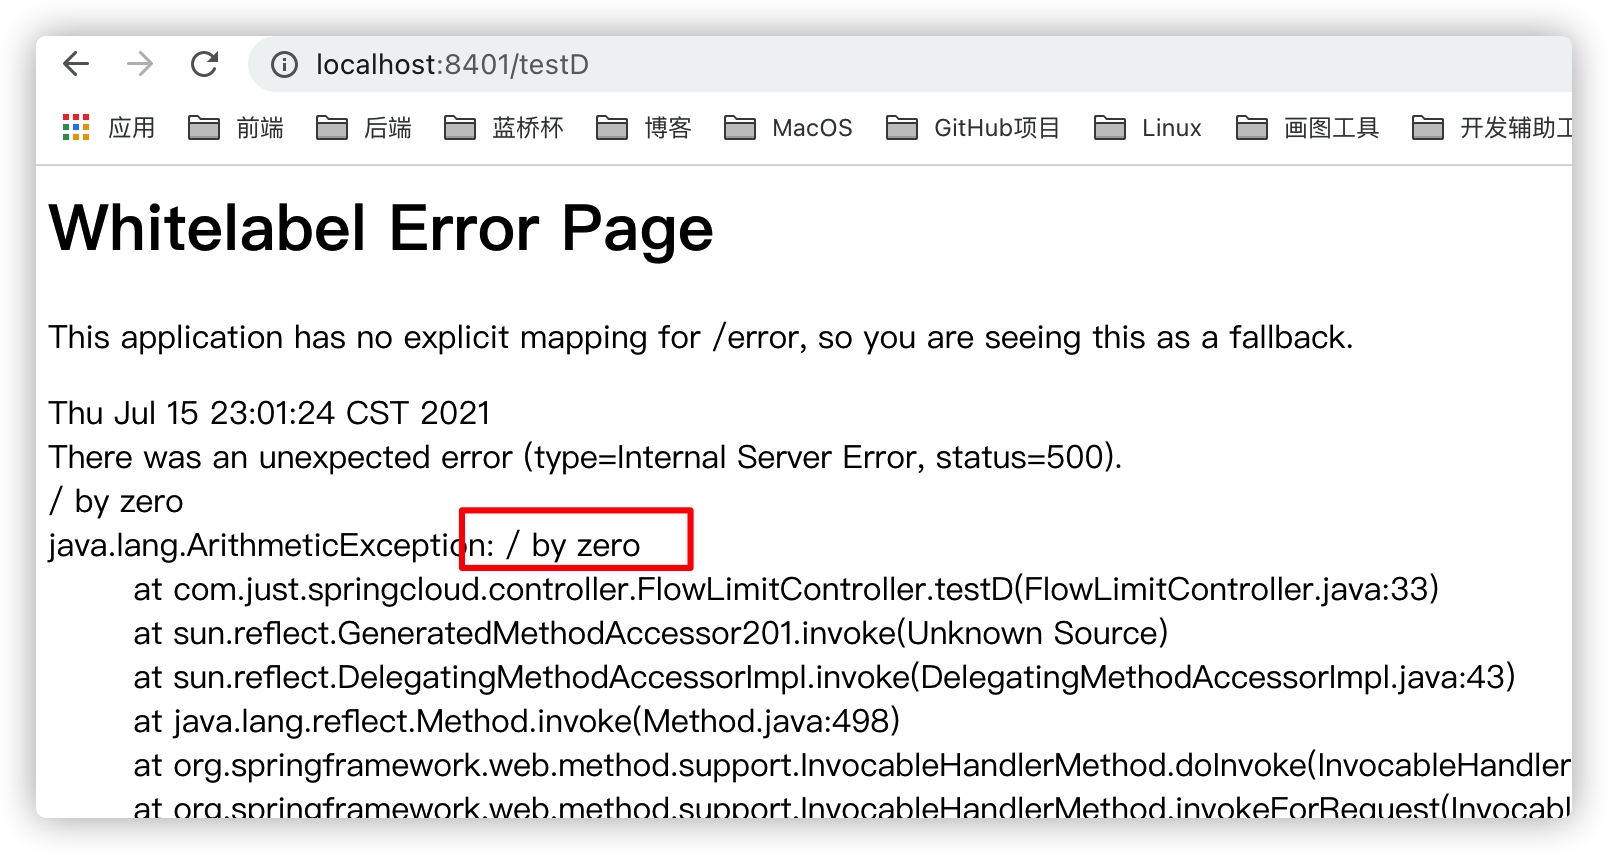 localhost:8401/testD
应用 前端 后端 蓝桥杯 博客 MacOS GitHub项目 Linux 画图工具 开发辅助工
Whitelabel Error Page
This application has no explicit mapping for /error, so you are seeing this as a fallback.
Thu Jul 15 23:01:24 CST 2021
There was an unexpected error (type=Internal Server Error, status=500).
/ by zero
java.lang.ArithmeticException: / by zero
at com.just.springcloud.controller.FlowLimitController.testD(FlowLimitController.java:33)
at sun.reflect.GeneratedMethodAccessor201.invoke(Unknown Source)
at sun.reflect.DelegatingMethodAccessorImpl.invoke(DelegatingMethodAccessorImpl.java:43)
at java.lang.reflect.Method.invoke(Method.java:498)
at org.springframework.web.method.support.InvocableHandlerMethod.doInvoke(InvocableHandler
at org.springframework.web.method.support.InvocableHandlerMethod.invokeForRequest(Invocabl